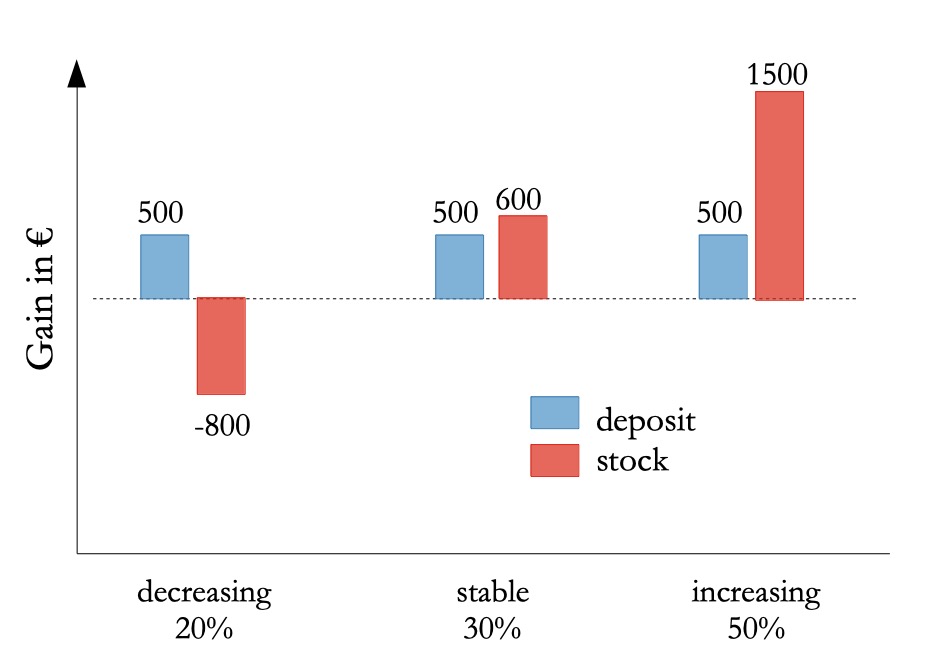 Gain in €
1500
500
500
600
500
-800
deposit
stock
decreasing
20%
stable
30%
increasing
50%